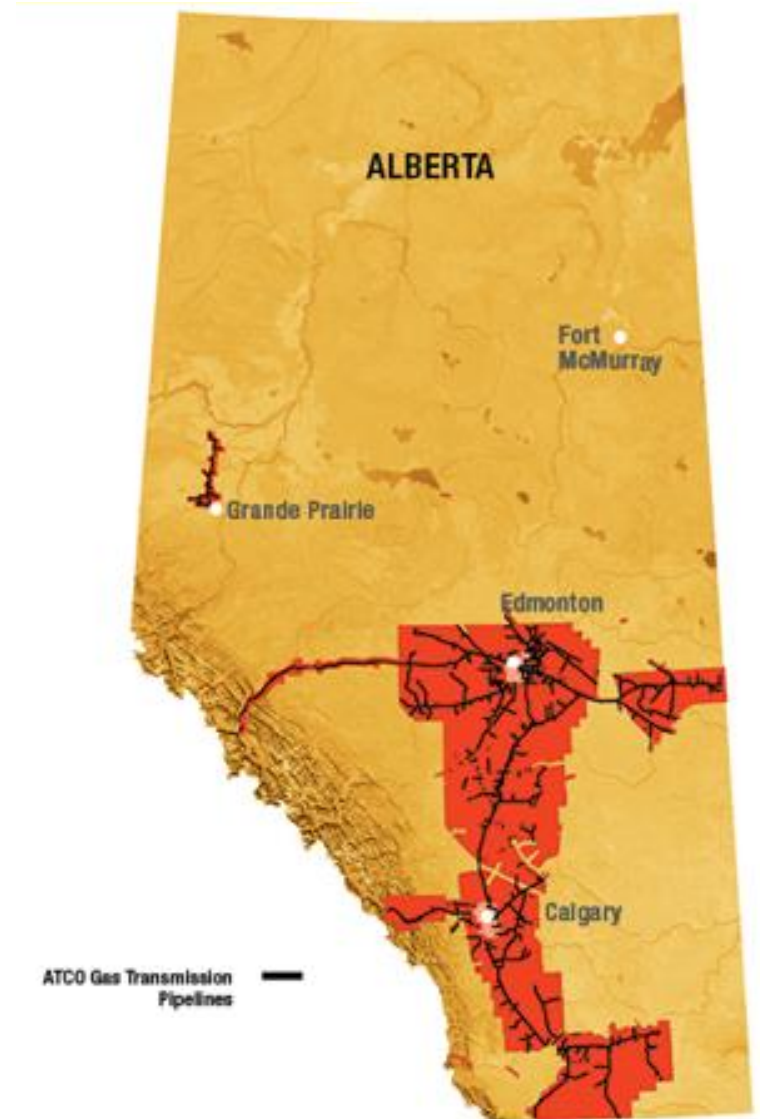 ALBERTA
Fort
McMurray
Grande Prairie
Edmonton
Calgary
ATCO Gas Transmission
Pipelines